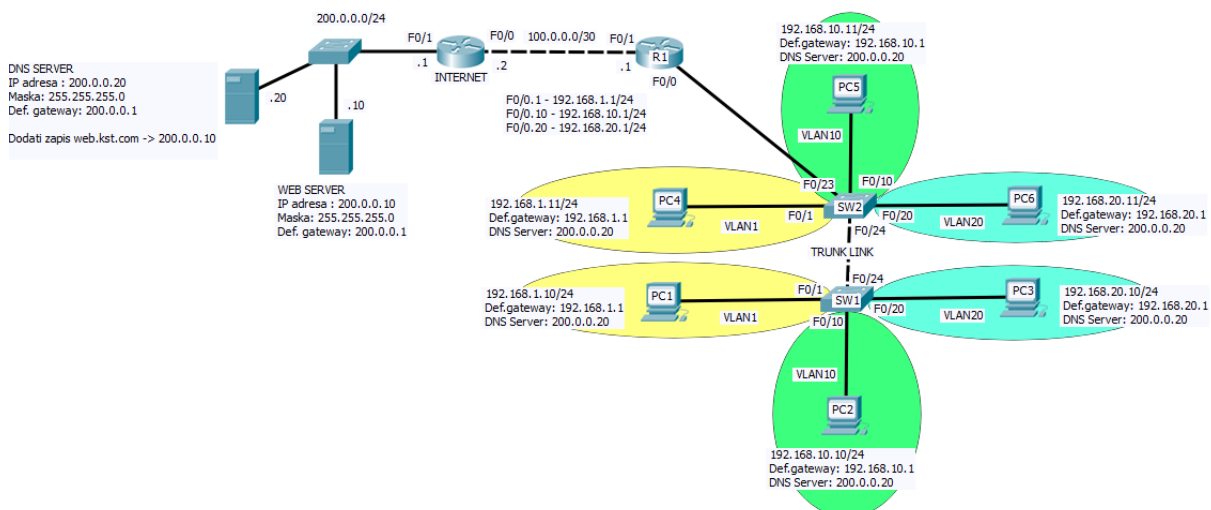 200.0.0.0/24
DNS SERVER
IP adresa : 200.0.0.20
Maska: 255.255.255.0
Def. gateway: 200.0.0.1
Dodati zapis web.kst.com -> 200.0.0.10
.20
.10
WEB SERVER
IP adresa : 200.0.0.10
Maska: 255.255.255.0
Def. gateway: 200.0.0.1
F0/1
.1
INTERNET
F0/0
.2
100.0.0.0/30
F0/1
.1
R1
F0/0
F0/0.1 - 192.168.1.1/24
F0/0.10 - 192.168.10.1/24
F0/0.20 - 192.168.20.1/24
192.168.10.11/24
Def.gateway: 192.168.10.1
DNS Server: 200.0.0.20
PC5
VLAN10
F0/23
F0/10
192.168.1.11/24
Def.gateway: 192.168.1.1
DNS Server: 200.0.0.20
PC4
VLAN1
F0/1
SW2
F0/20
F0/24
VLAN20
PC6
192.168.20.11/24
Def.gateway: 192.168.20.1
DNS Server: 200.0.0.20
TRUNK LINK
192.168.1.10/24
Def.gateway: 192.168.1.1
DNS Server: 200.0.0.20
PC1
VLAN1
F0/1
F0/24
SW1
F0/10
F0/20
VLAN20
PC3
192.168.20.10/24
Def.gateway: 192.168.20.1
DNS Server: 200.0.0.20
VLAN10
PC2
192.168.10.10/24
Def.gateway: 192.168.10.1
DNS Server: 200.0.0.20